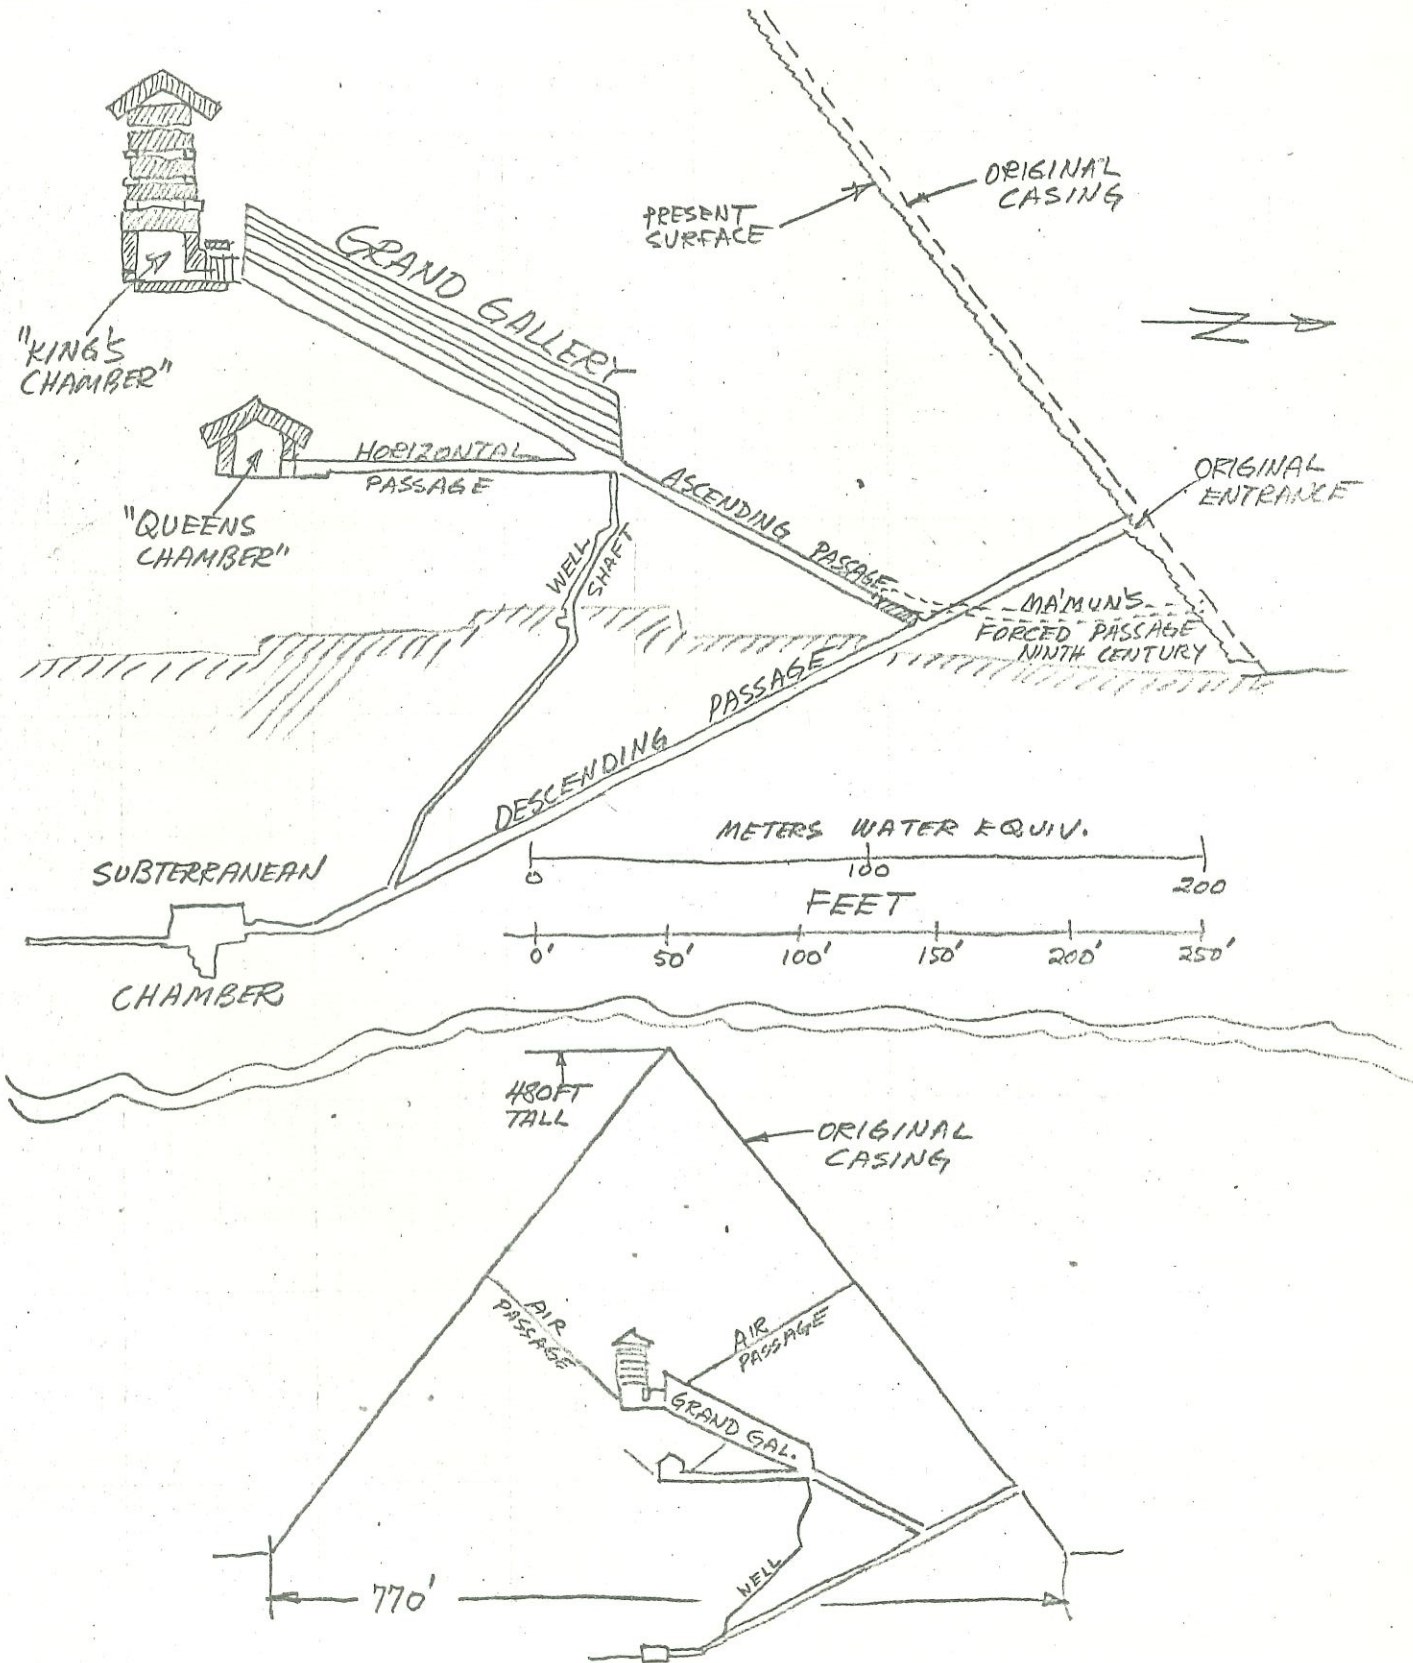 ORIGINAL
CASING
PRESENT
SURFACE
GRAND GALLERY
N
"KING'S
CHAMBER"
HORIZONTAL
PASSAGE
"QUEENS
CHAMBER"
ASCENDING PASSAGE
ORIGINAL
ENTRANCE
WELL
SHAFT
MA'MUN'S
FORCED PASSAGE
NINTH CENTURY
DESCENDING PASSAGE
METERS WATER EQUIV.
0 100 200
FEET
0' 50' 100' 150' 200' 250'
SUBTERRANEAN
CHAMBER
480FT
TALL
ORIGINAL
CASING
AIR
PASSAGE
AIR
PASSAGE
GRAND GAL.
WELL
770'